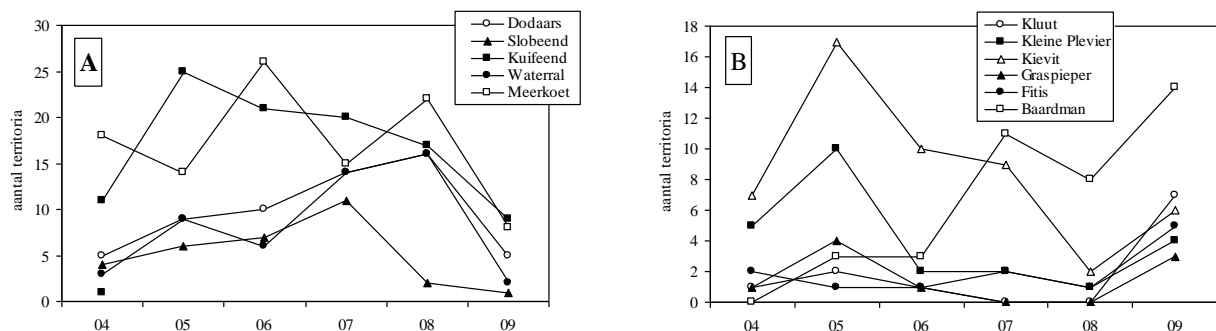 A
aantal territoria
30
25
20
15
10
5
0
04 05 06 07 08 09
Dodaars
Slobeend
Kuifeend
Waterral
Meerkoet
B
aantal territoria
18
16
14
12
10
8
6
4
2
0
04 05 06 07 08 09
Kluut
Kleine Plevier
Kievit
Graspieper
Fitis
Baardman